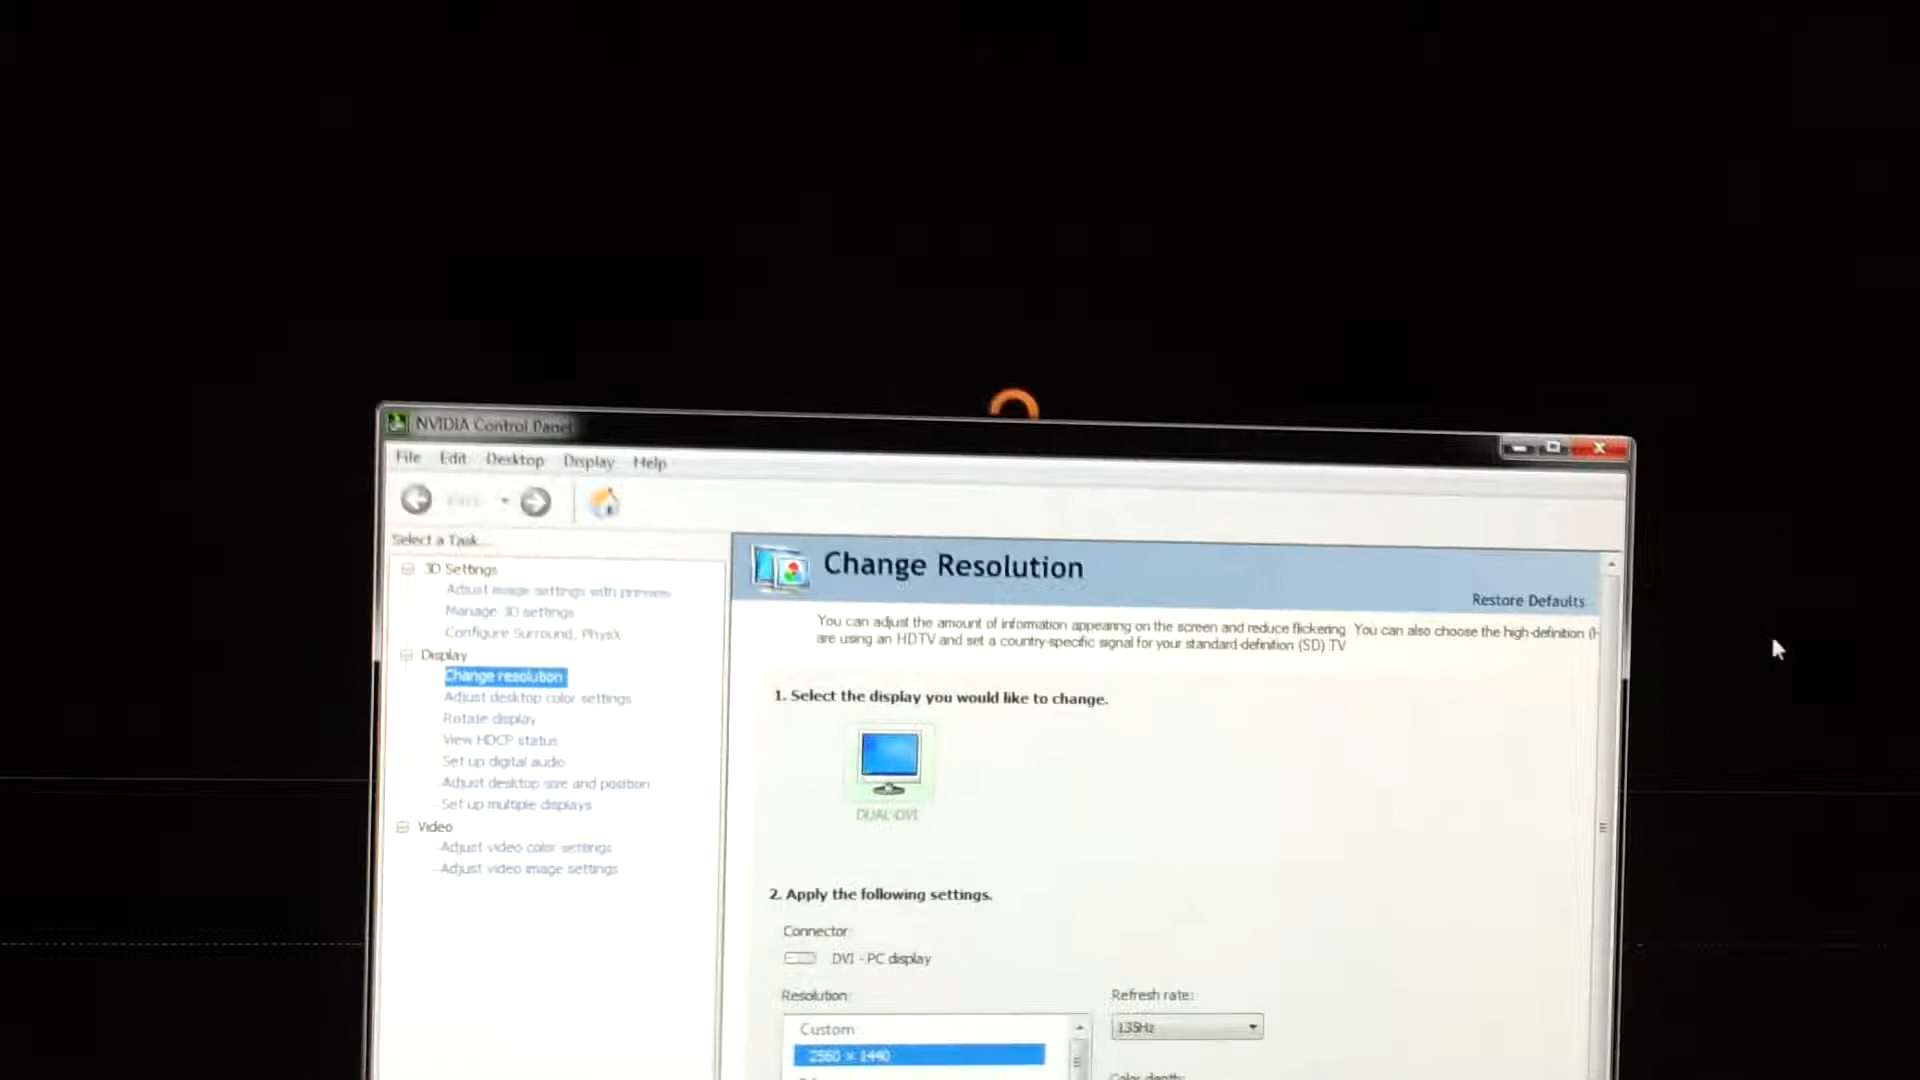 NVIDIA Control Panel
File Edit Desktop Display Help
Select a Task...
3D Settings
Adjust image settings with preview
Manage 3D settings
Configure Surround, PhysX
Display
Change resolution
Adjust desktop color settings
Rotate display
View HDCP status
Set up digital audio
Adjust desktop size and position
Set up multiple displays
Video
Adjust video color settings
Adjust video image settings
Change Resolution
Restore Defaults
You can adjust the amount of information appearing on the screen and reduce flickering. You can also choose the high-definition (H
are using an HDTV and set a country-specific signal for your standard-definition (SD) TV
1. Select the display you would like to change.
DUAL-DVI
2. Apply the following settings.
Connector:
DVI - PC display
Resolution:
Custom
2560 × 1440
Refresh rate:
135Hz
Color depth: